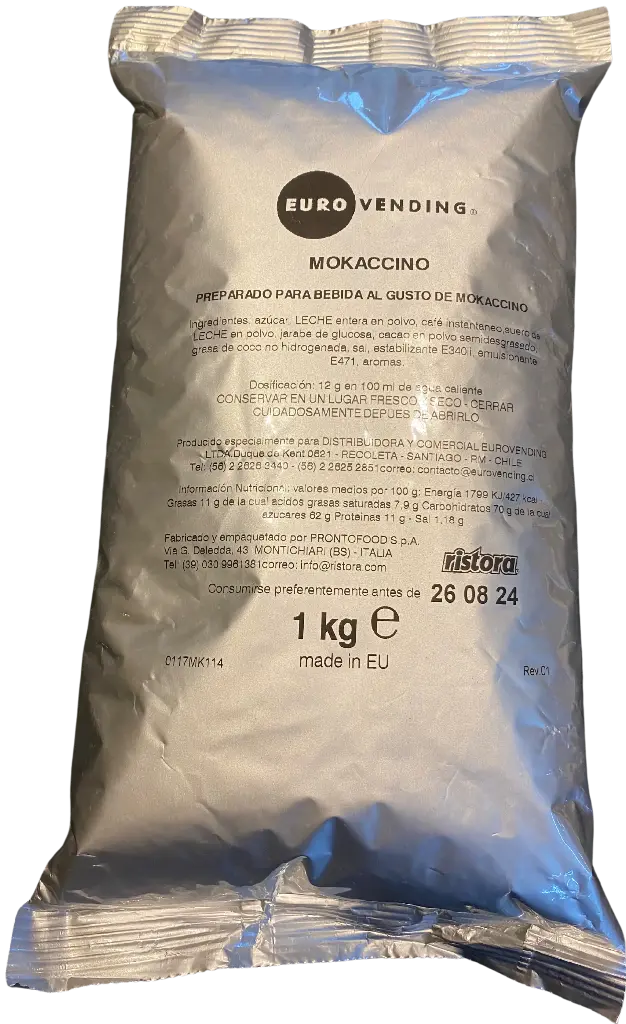 EURO VENDING®
MOKACCINO
PREPARADO PARA BEBIDA AL GUSTO DE MOKACCINO
Ingredientes: azúcar, LECHE entera en polvo, café instantaneo, suero de
LECHE en polvo, jarabe de glucosa, cacao en polvo semidesgrasado,
grasa de coco no hidrogenada, sal, estabilizante E340ii, emulsionante
E471, aromas.
Dosificación: 12 g en 100 ml de agua caliente
CONSERVAR EN UN LUGAR FRESCO Y SECO - CERRAR
CUIDADOSAMENTE DEPUES DE ABRIRLO
Producido especialmente para DISTRIBUIDORA Y COMERCIAL EUROVENDING
LTDA.Duque de Kent 0621 - RECOLETA - SANTIAGO - RM - CHILE
Tel: (56) 2 2626 3440 - (56) 2 2625 2851correo: contacto@eurovending.cl
Información Nutricional: valores medios por 100 g: Energía 1799 KJ/427 kcal -
Grasas 11 g de la cual acidos grasas saturadas 7,9 g Carbohidratos 70 g de la cual
azucares 62 g Proteinas 11 g - Sal 1,18 g
Fabricado y empaquetado por PRONTOFOOD S.p.A.
Via G. Deledda, 43 MONTICHIARI (BS) - ITALIA
Tel (39) 030 9961381correo: info@ristora.com
ristora
Consumirse preferentemente antes de 26 08 24
1 kg ℮
0117MK114 made in EU Rev.01